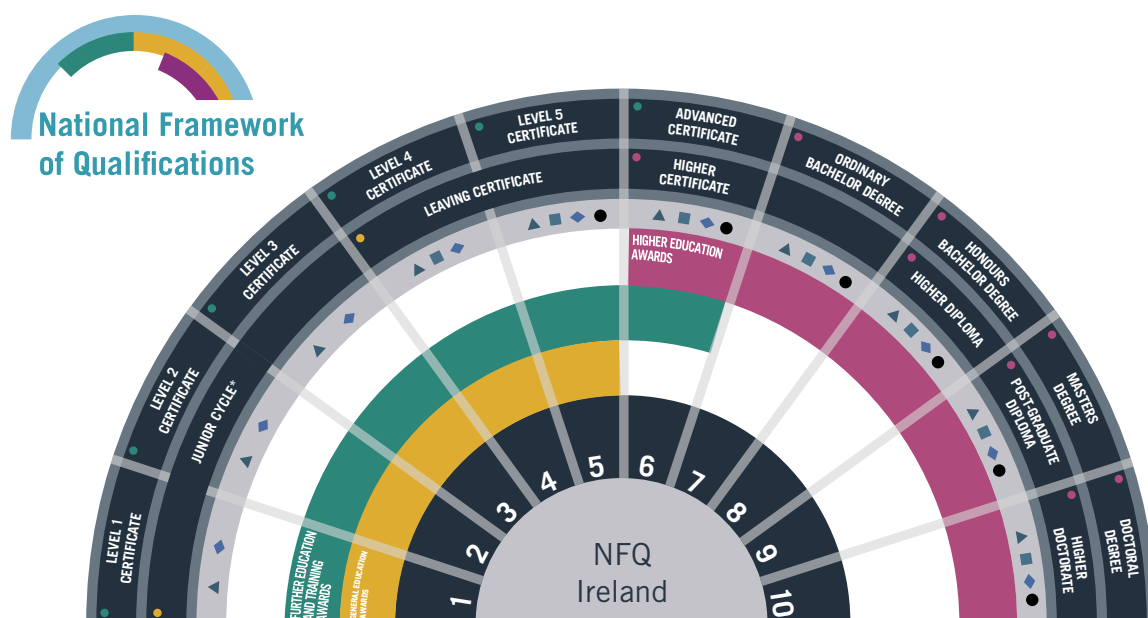 National Framework
of Qualifications
LEVEL 1
CERTIFICATE
LEVEL 2
CERTIFICATE
LEVEL 3
CERTIFICATE
LEVEL 4
CERTIFICATE
LEVEL 5
CERTIFICATE
ADVANCED
CERTIFICATE
ORDINARY
BACHELOR DEGREE
HONOURS
BACHELOR DEGREE
MASTERS
DEGREE
DOCTORAL
DEGREE
JUNIOR CYCLE*
LEAVING CERTIFICATE
HIGHER
CERTIFICATE
HIGHER DIPLOMA
POST-GRADUATE
DIPLOMA
HIGHER
DOCTORATE
HIGHER EDUCATION
AWARDS
FURTHER EDUCATION
AND TRAINING
AWARDS
GENERAL EDUCATION
AWARDS
1
2
3
4
5
6
7
8
9
10
NFQ
Ireland